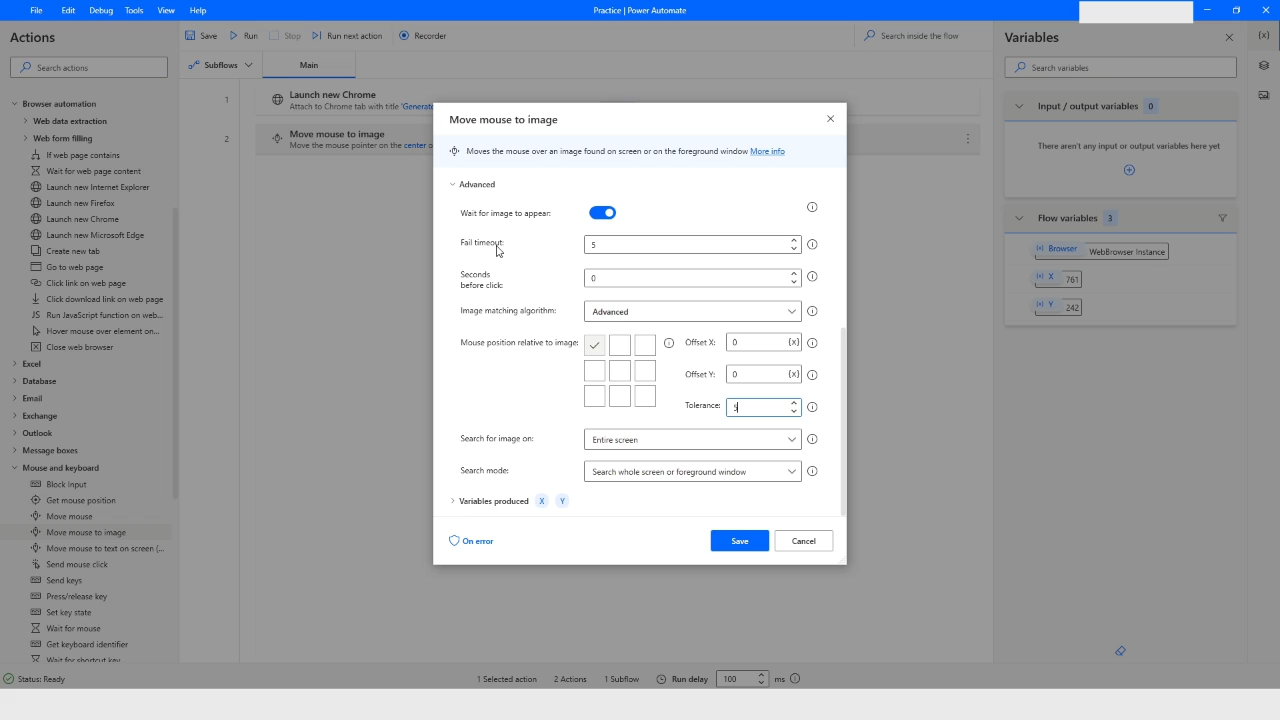 File Edit Debug Tools View Help
Practice | Power Automate
Actions
Search actions
Browser automation
Web data extraction
Web form filling
If web page contains
Wait for web page content
Launch new Internet Explorer
Launch new Firefox
Launch new Chrome
Launch new Microsoft Edge
Create new tab
Go to web page
Click link on web page
Click download link on web page
Run JavaScript function on web...
Hover mouse over element on...
Close web browser
Excel
Database
Email
Exchange
Outlook
Message boxes
Mouse and keyboard
Block Input
Get mouse position
Move mouse
Move mouse to image
Move mouse to text on screen (...
Send mouse click
Send keys
Press/release key
Set key state
Wait for mouse
Get keyboard identifier
Wait for shortcut key
Save Run Stop Run next action Recorder Search inside the flow
Subflows Main
1 Launch new Chrome
Attach to Chrome tab with title 'Generate
2 Move mouse to image
Move the mouse pointer on the center o
Move mouse to image
Moves the mouse over an image found on screen or on the foreground window More info
Advanced
Wait for image to appear:
Fail timeout: 5
Seconds
before click: 0
Image matching algorithm: Advanced
Mouse position relative to image: Offset X: 0 {x}
Offset Y: 0 {x}
Tolerance: 5
Search for image on: Entire screen
Search mode: Search whole screen or foreground window
Variables produced X Y
On error Save Cancel
Variables {x}
Search variables
Input / output variables 0
There aren't any input or output variables here yet
Flow variables 3
(x) Browser WebBrowser Instance
(x) X 761
(x) Y 242
Status: Ready 1 Selected action 2 Actions 1 Subflow Run delay 100 ms